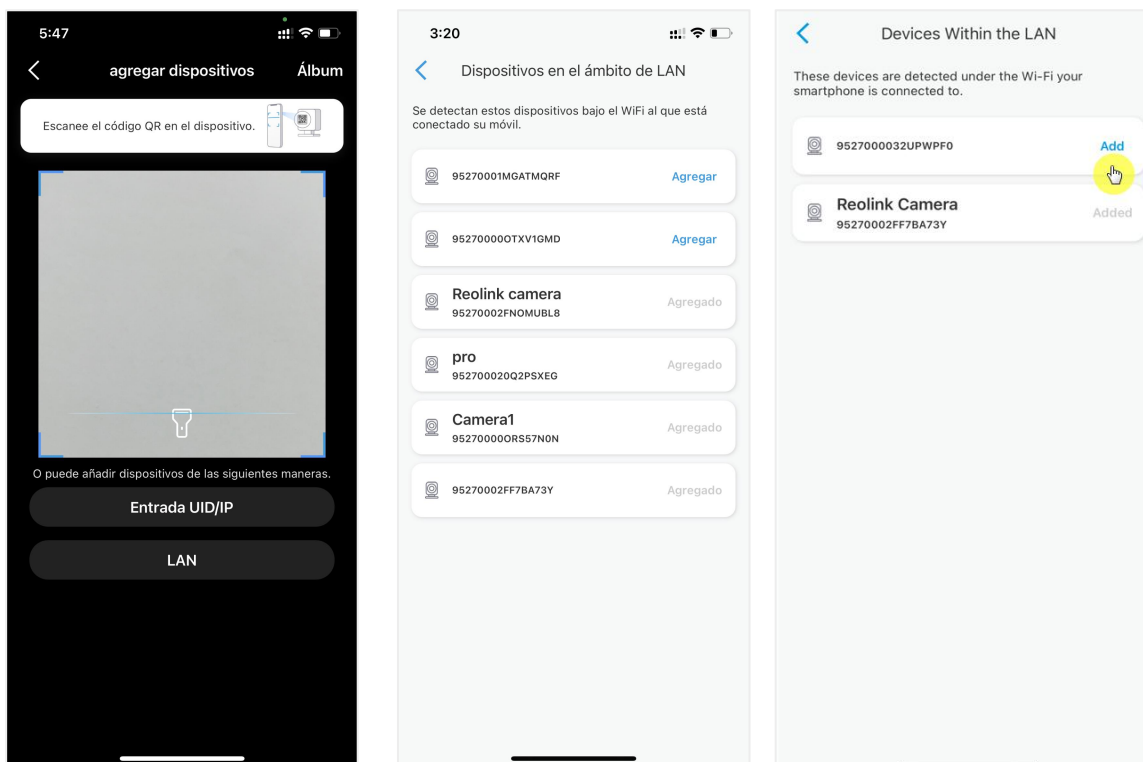 5:47
agregar dispositivos
Álbum
Escanee el código QR en el dispositivo.
O puede añadir dispositivos de las siguientes maneras.
Entrada UID/IP
LAN
3:20
Dispositivos en el ámbito de LAN
Se detectan estos dispositivos bajo el WiFi al que está
conectado su móvil.
95270001MGATMQRF
Agregar
95270000OTXV1GMD
Agregar
Reolink camera
Agregado
95270002FNOMUBL8
pro
Agregado
952700020Q2PSXEG
Camera1
Agregado
95270000ORS57N0N
95270002FF7BA73Y
Agregado
Devices Within the LAN
These devices are detected under the Wi-Fi your
smartphone is connected to.
9527000032UPWPF0
Add
Reolink Camera
Added
95270002FF7BA73Y